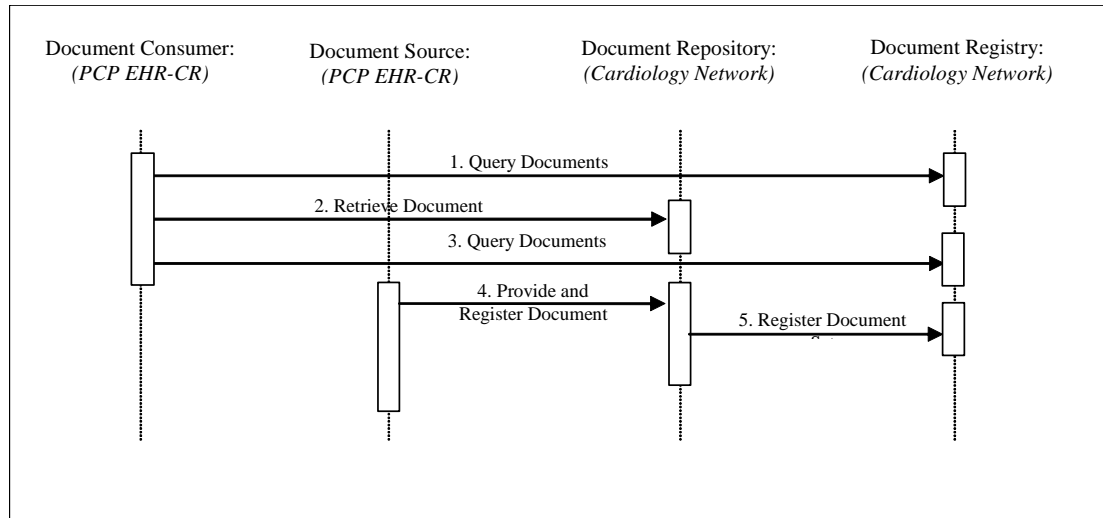 Document Consumer:
(PCP EHR-CR)
Document Source:
(PCP EHR-CR)
Document Repository:
(Cardiology Network)
Document Registry:
(Cardiology Network)
1. Query Documents
2. Retrieve Document
3. Query Documents
4. Provide and
Register Document
5. Register Document